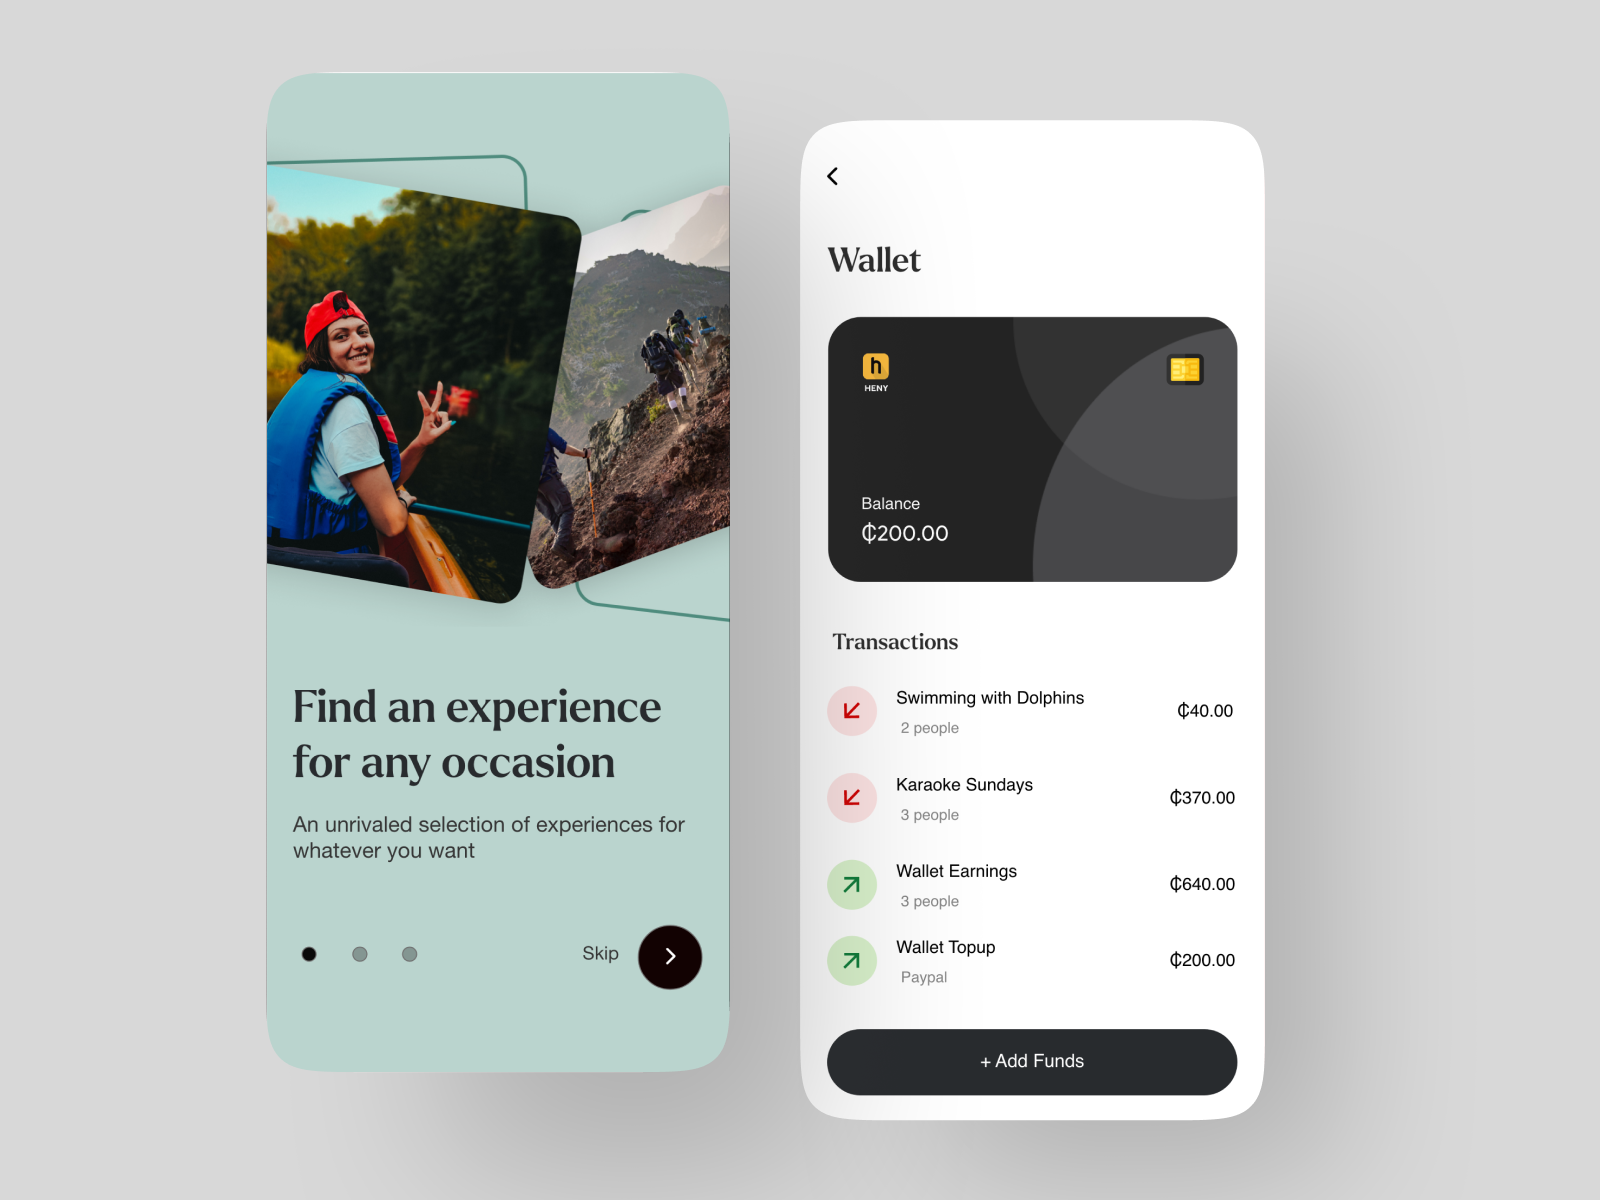 Find an experience
for any occasion
An unrivaled selection of experiences for
whatever you want
Skip
Wallet
h
HENY
Balance
₵200.00
Transactions
Swimming with Dolphins
2 people
₵40.00
Karaoke Sundays
3 people
₵370.00
Wallet Earnings
3 people
₵640.00
Wallet Topup
Paypal
₵200.00
+ Add Funds